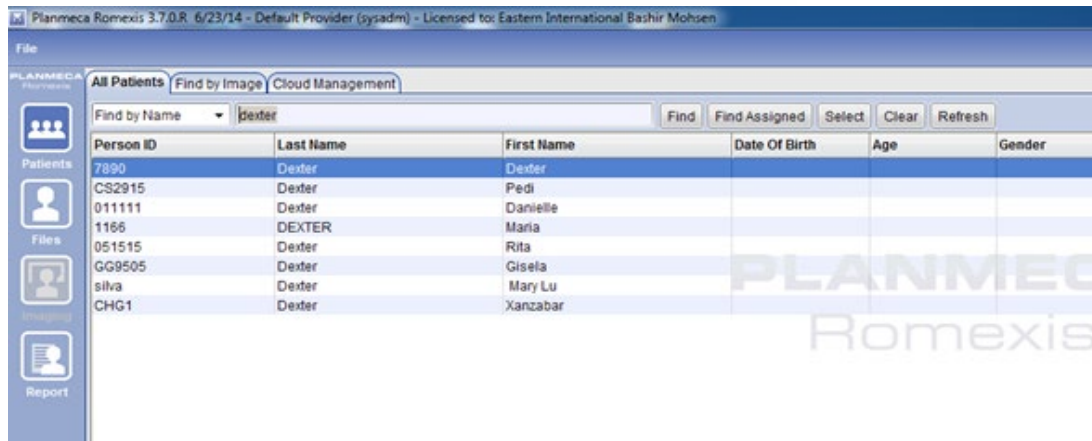 Planmeca Romexis 3.7.0.R 6/23/14 - Default Provider (sysadm) - Licensed to: Eastern International Bashir Mohsen
File
PLANMECA
Romexis
All Patients Find by Image Cloud Management
Find by Name dexter Find Find Assigned Select Clear Refresh
Person ID Last Name First Name Date Of Birth Age Gender
Patients
7890 Dexter Dexter
CS2915 Dexter Pedi
011111 Dexter Danielle
1166 DEXTER Maria
Files
051515 Dexter Rita
GG9505 Dexter Gisela
silva Dexter Mary Lu
CHG1 Dexter Xanzabar
Imaging
PLANMEC
Romexis
Report